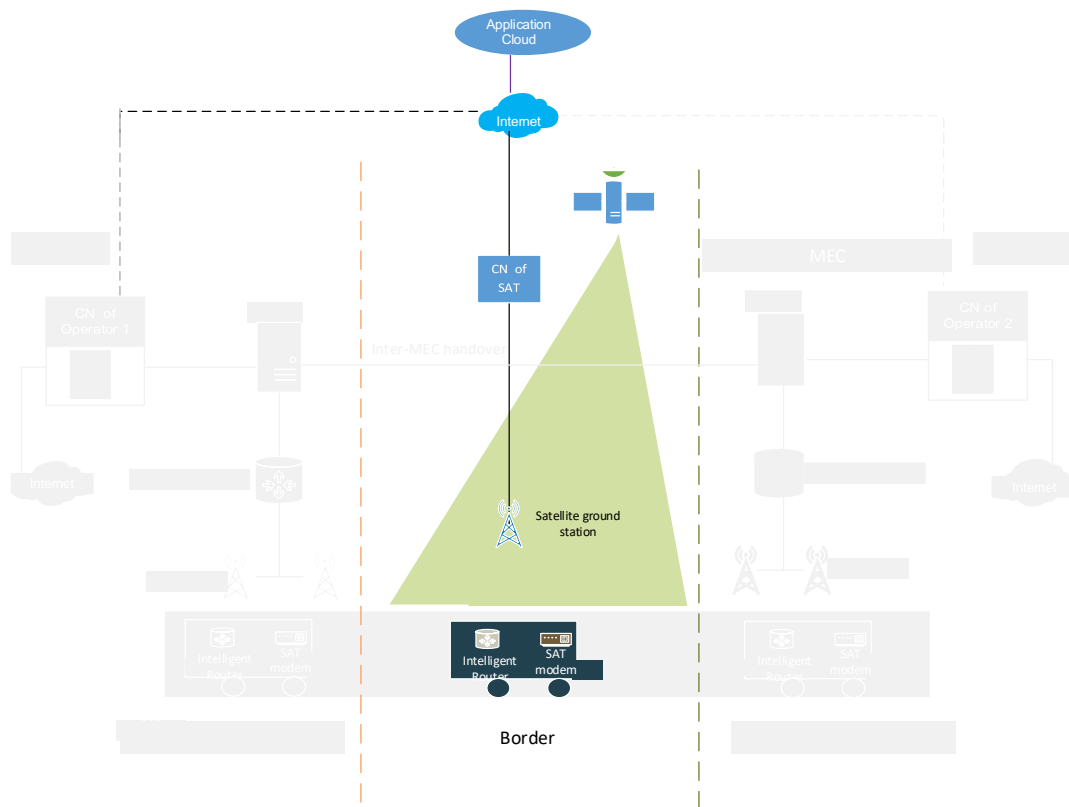 Application
Cloud
Internet
CN of
SAT
MEC
CN of
Operator 1
CN of
Operator 2
Inter-MEC handover
Internet
Internet
Satellite ground
station
Intelligent
Router
SAT
modem
Intelligent
Router
SAT
modem
Intelligent
Router
SAT
modem
Border